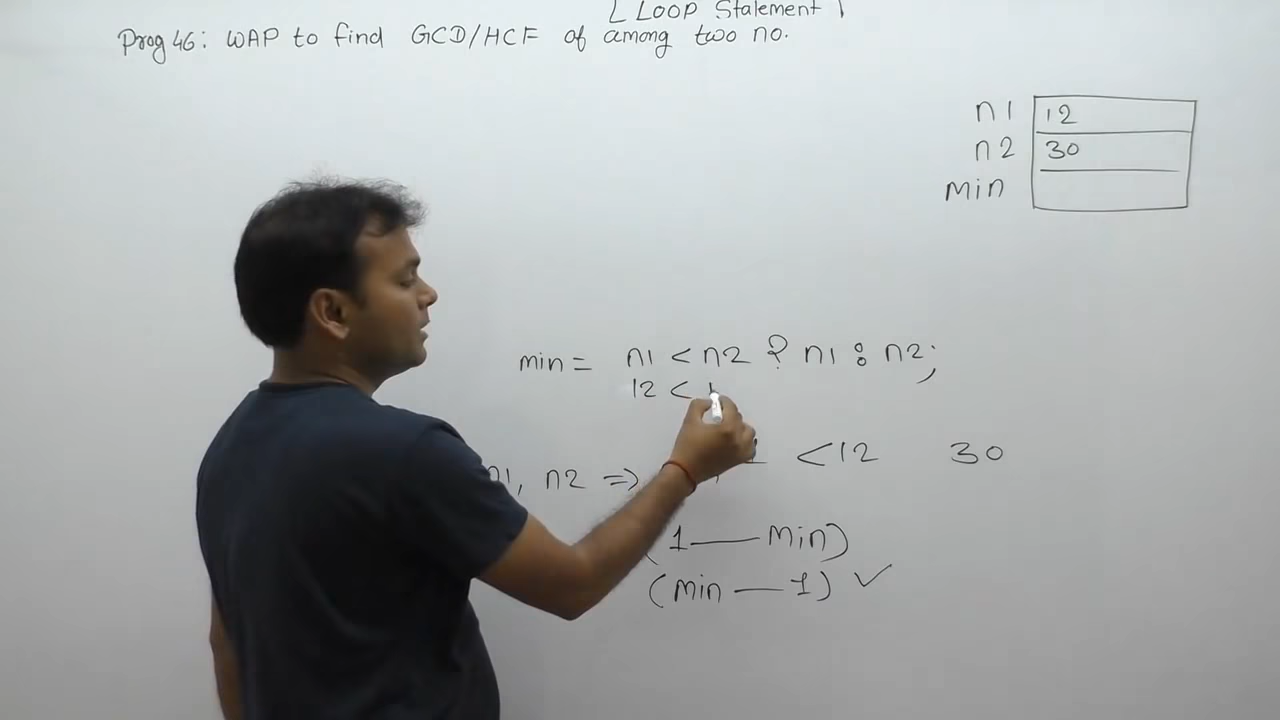 [ LOOP Statement ]
Prog 46: WAP to find GCD/HCF of among two no.
n1 12
n2 30
min
min = n1 < n2 ? n1 : n2;
12 <
n1, n2 => <12 30
(1 — Min)
(min — 1) ✓